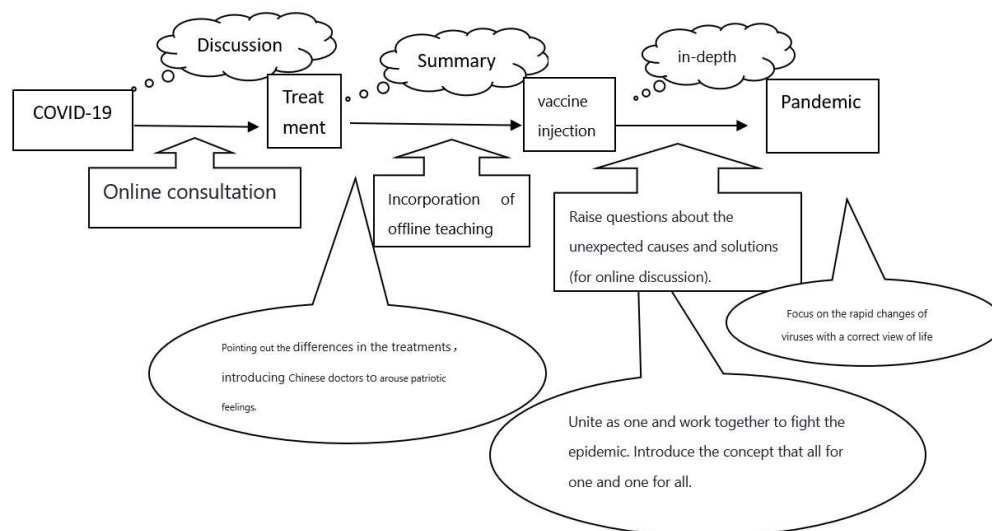 Discussion
Summary
in-depth
COVID-19
Treat
ment
vaccine
injection
Pandemic
Online consultation
Incorporation of
offline teaching
Raise questions about the
unexpected causes and solutions
(for online discussion).
Focus on the rapid changes of
viruses with a correct view of life
Pointing out the differences in the treatments，
introducing Chinese doctors to arouse patriotic
feelings.
Unite as one and work together to fight the
epidemic. Introduce the concept that all for
one and one for all.